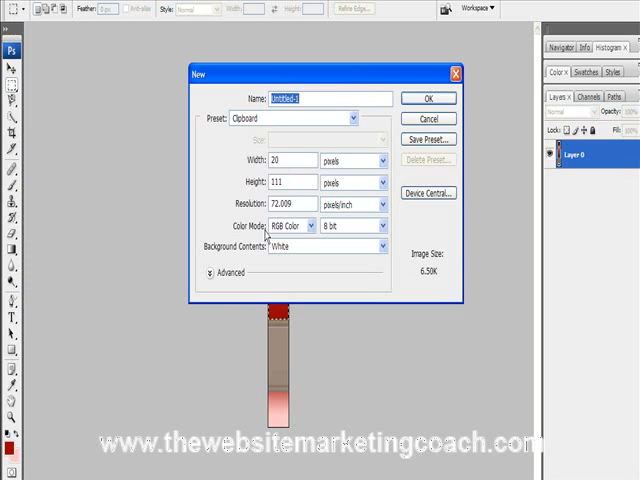 Feather: 0 px
Anti-alias
Style: Normal
Width:
Height:
Refine Edge...
Workspace
Ps
New
Name: Untitled-1
Preset: Clipboard
Size:
Width: 20 pixels
Height: 111 pixels
Resolution: 72.009 pixels/inch
Color Mode: RGB Color 8 bit
Background Contents: White
Advanced
OK
Cancel
Save Preset...
Delete Preset...
Device Central...
Image Size:
6.50K
Navigator Info Histogram
Color Swatches Styles
Layers Channels Paths
Normal Opacity: 100%
Lock: Fill: 100%
Layer 0
T
www.thewebsitemarketingcoach.com